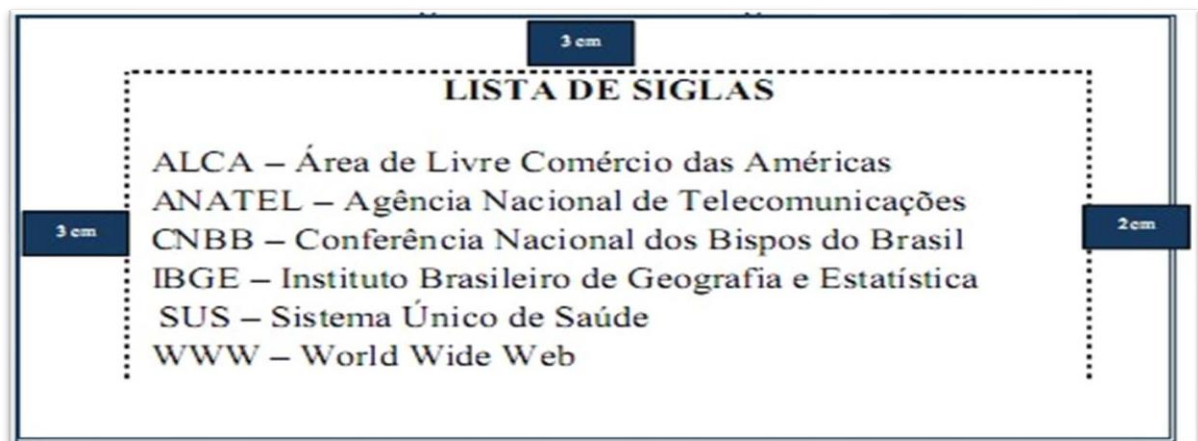 3 cm
LISTA DE SIGLAS
ALCA – Área de Livre Comércio das Américas
ANATEL – Agência Nacional de Telecomunicações
3 cm
2cm
CNBB – Conferência Nacional dos Bispos do Brasil
IBGE – Instituto Brasileiro de Geografia e Estatística
SUS – Sistema Único de Saúde
WWW – World Wide Web